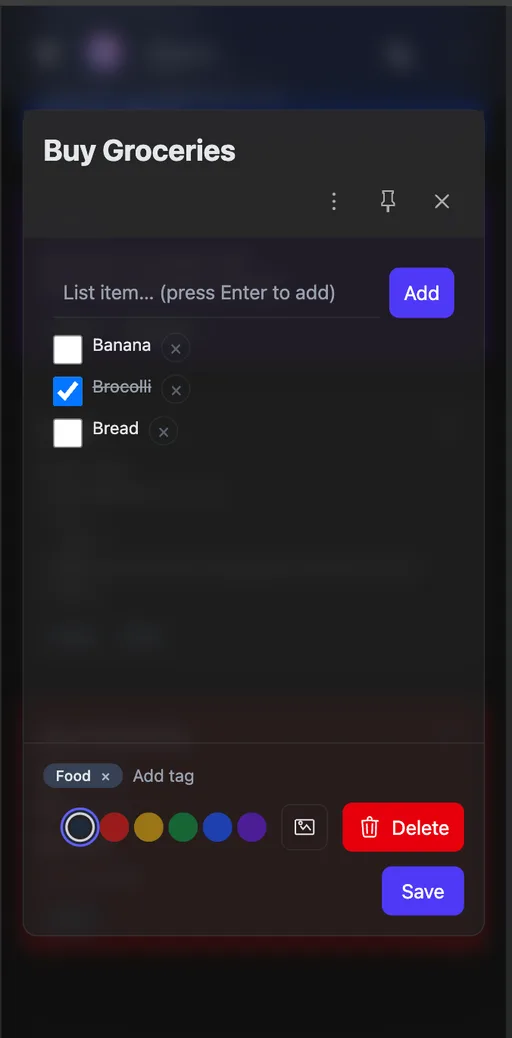 Buy Groceries
List item... (press Enter to add)
Add
Banana
Brocolli
Bread
Food ×
Add tag
Delete
Save